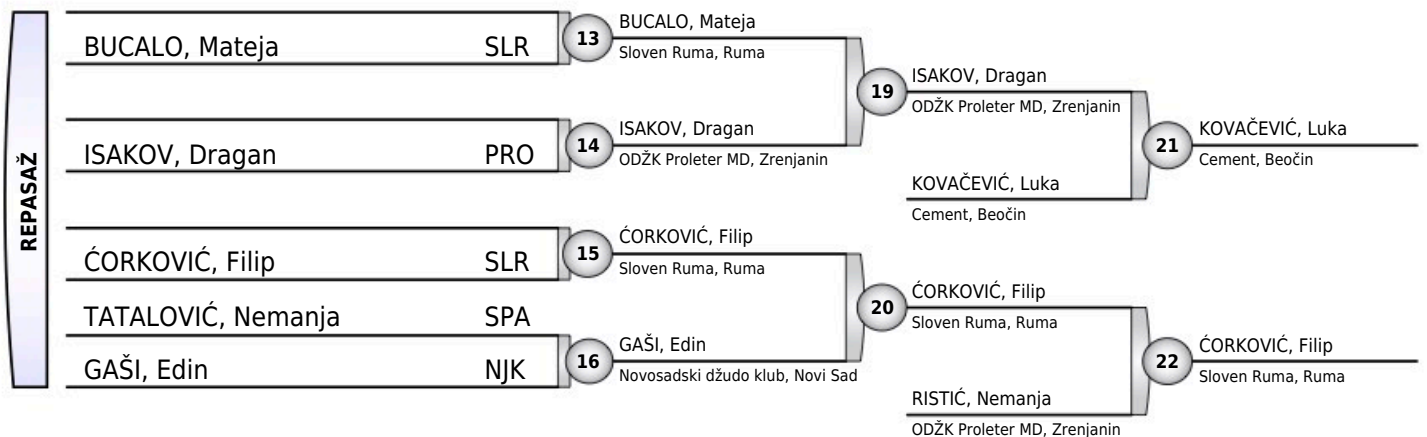 REPASAŽ
BUCALO, Mateja SLR
ISAKOV, Dragan PRO
ĆORKOVIĆ, Filip SLR
TATALOVIĆ, Nemanja SPA
GAŠI, Edin NJK
13
BUCALO, Mateja
Sloven Ruma, Ruma
14
ISAKOV, Dragan
ODŽK Proleter MD, Zrenjanin
15
ĆORKOVIĆ, Filip
Sloven Ruma, Ruma
16
GAŠI, Edin
Novosadski džudo klub, Novi Sad
19
ISAKOV, Dragan
ODŽK Proleter MD, Zrenjanin
KOVAČEVIĆ, Luka
Cement, Beočin
20
ĆORKOVIĆ, Filip
Sloven Ruma, Ruma
RISTIĆ, Nemanja
ODŽK Proleter MD, Zrenjanin
21
KOVAČEVIĆ, Luka
Cement, Beočin
22
ĆORKOVIĆ, Filip
Sloven Ruma, Ruma